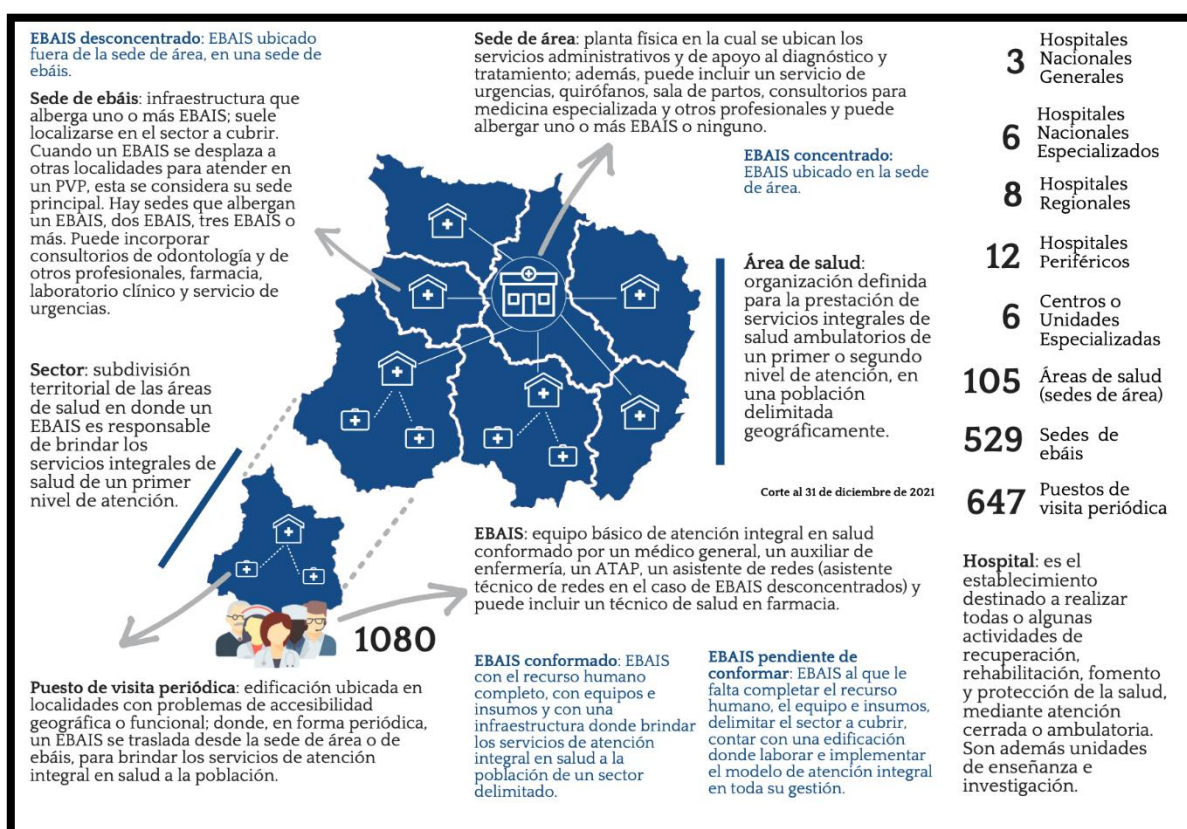 EBAIS desconcentrado: EBAIS ubicado
fuera de la sede de área, en una sede de
ebáis.
Sede de ebáis: infraestructura que
alberga uno o más EBAIS; suele
localizarse en el sector a cubrir.
Cuando un EBAIS se desplaza a
otras localidades para atender en
un PVP, esta se considera su sede
principal. Hay sedes que albergan
un EBAIS, dos EBAIS, tres EBAIS o
más. Puede incorporar
consultorios de odontología y de
otros profesionales, farmacia,
laboratorio clínico y servicio de
urgencias.
Sector: subdivisión
territorial de las áreas
de salud en donde un
EBAIS es responsable
de brindar los
servicios integrales de
salud de un primer
nivel de atención.
Sede de área: planta física en la cual se ubican los
servicios administrativos y de apoyo al diagnóstico y
tratamiento; además, puede incluir un servicio de
urgencias, quirófanos, sala de partos, consultorios para
medicina especializada y otros profesionales y puede
albergar uno o más EBAIS o ninguno.
EBAIS concentrado:
EBAIS ubicado en la sede
de área.
Área de salud:
organización definida
para la prestación de
servicios integrales de
salud ambulatorios de
un primer o segundo
nivel de atención, en
una población
delimitada
geográficamente.
Corte al 31 de diciembre de 2021
1080
EBAIS: equipo básico de atención integral en salud
conformado por un médico general, un auxiliar de
enfermería, un ATAP, un asistente de redes (asistente
técnico de redes en el caso de EBAIS desconcentrados) y
puede incluir un técnico de salud en farmacia.
Puesto de visita periódica: edificación ubicada en
localidades con problemas de accesibilidad
geográfica o funcional; donde, en forma periódica,
un EBAIS se traslada desde la sede de área o de
ebáis, para brindar los servicios de atención
integral en salud a la población.
EBAIS conformado: EBAIS
con el recurso humano
completo, con equipos e
insumos y con una
infraestructura donde brindar
los servicios de atención
integral en salud a la
población de un sector
delimitado.
EBAIS pendiente de
conformar: EBAIS al que le
falta completar el recurso
humano, el equipo e insumos,
delimitar el sector a cubrir,
contar con una edificación
donde laborar e implementar
el modelo de atención integral
en toda su gestión.
3 Hospitales
Nacionales
Generales
6 Hospitales
Nacionales
Especializados
8 Hospitales
Regionales
12 Hospitales
Periféricos
6 Centros o
Unidades
Especializadas
105 Áreas de salud
(sedes de área)
529 Sedes de
ebáis
647 Puestos de
visita periódica
Hospital: es el
establecimiento
destinado a realizar
todas o algunas
actividades de
recuperación,
rehabilitación, fomento
y protección de la salud,
mediante atención
cerrada o ambulatoria.
Son además unidades
de enseñanza e
investigación.